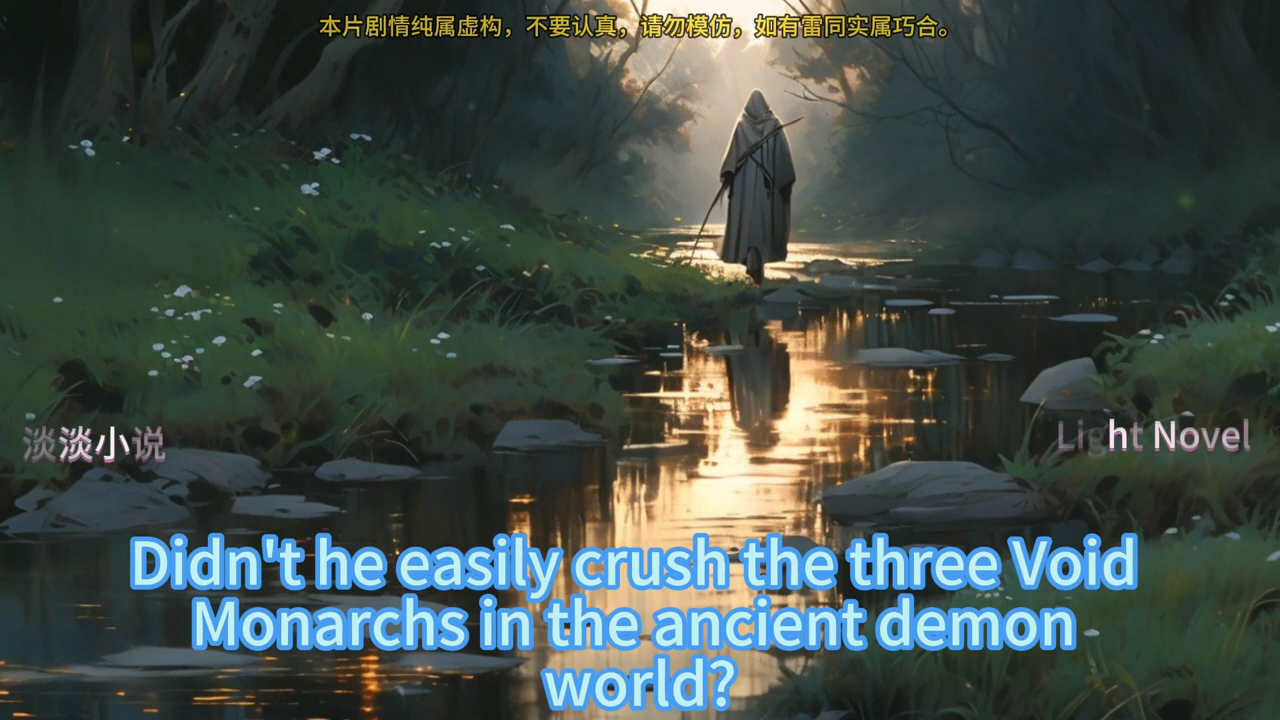 本片剧情纯属虚构，不要认真，请勿模仿，如有雷同实属巧合。
淡淡小说
Light Novel
Didn't he easily crush the three Void
Monarchs in the ancient demon
world?